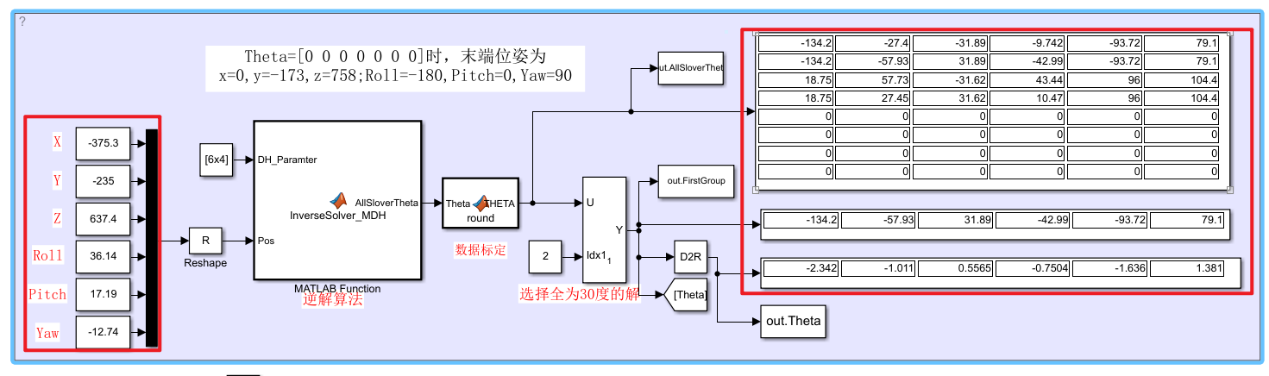 ?
Theta=[0 0 0 0 0 0 0]时，末端位姿为
x=0,y=-173,z=758;Roll=-180,Pitch=0,Yaw=90
X
-375.3
Y
-235
Z
637.4
Roll
36.14
Pitch
17.19
Yaw
-12.74
R
Reshape
[6x4]
DH_Paramter
Pos
AllSloverTheta
InverseSolver_MDH
MATLAB Function
逆解算法
Theta
THETA
round
数据标定
2
U
Idx1
1
Y
选择全为30度的解
ut.AllSloverThet
out.FirstGroup
D2R
[Theta]
out.Theta
-134.2 -27.4 -31.89 -9.742 -93.72 79.1
-134.2 -57.93 31.89 -42.99 -93.72 79.1
18.75 57.73 -31.62 43.44 96 104.4
18.75 27.45 31.62 10.47 96 104.4
0 0 0 0 0 0
0 0 0 0 0 0
0 0 0 0 0 0
0 0 0 0 0 0
-134.2 -57.93 31.89 -42.99 -93.72 79.1
-2.342 -1.011 0.5565 -0.7504 -1.636 1.381